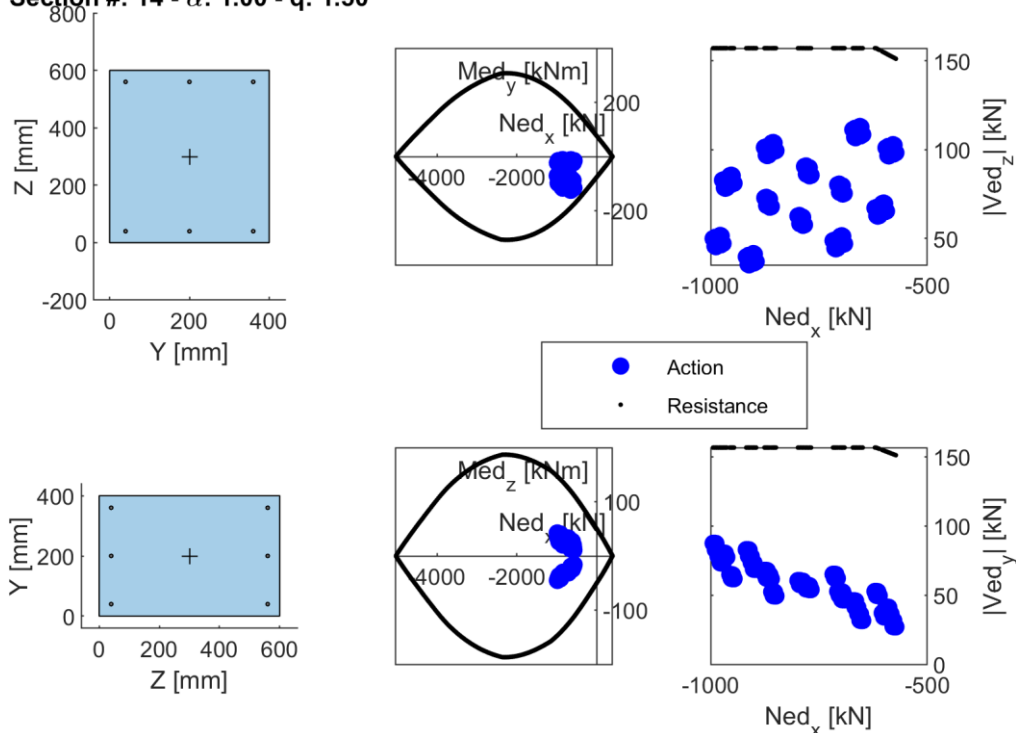 Section #: 14 - α: 1.00 - q: 1.50
800
600
400
200
0
-200
Z [mm]
0 200 400
Y [mm]
Med_y [kNm]
200
Ned_x [kN]
-4000 -2000
-200
150
100
50
|Ved_z| [kN]
-1000 -500
Ned_x [kN]
Action
Resistance
400
200
0
Y [mm]
0 200 400 600
Z [mm]
Med_z [kNm]
100
Ned_x [kN]
-4000 -2000
-100
150
100
50
0
|Ved_y| [kN]
-1000 -500
Ned_x [kN]